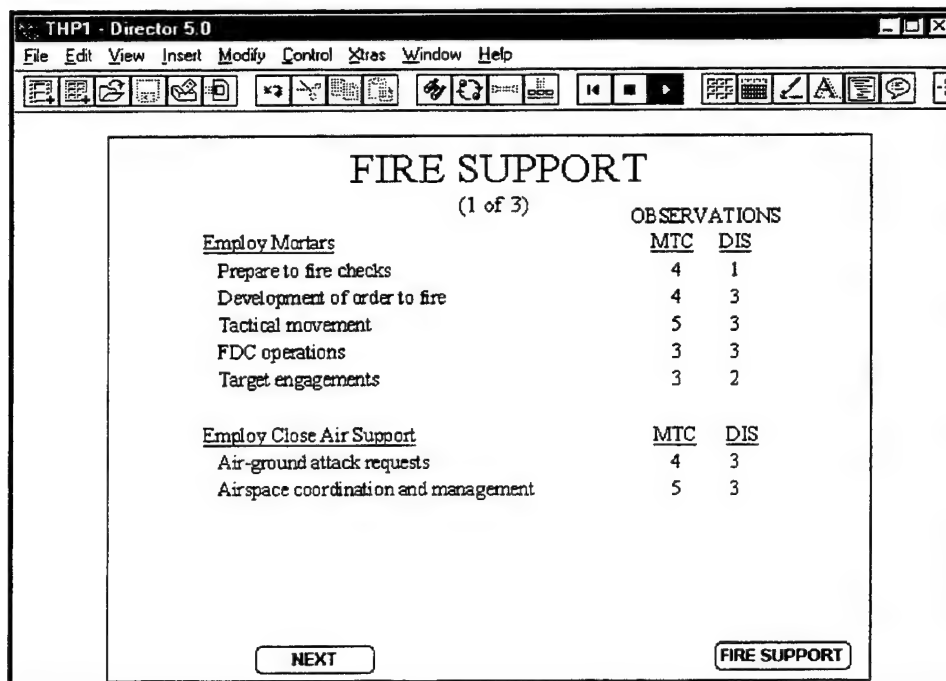 THP1 - Director 5.0
File Edit View Insert Modify Control Xtras Window Help
FIRE SUPPORT
(1 of 3)
OBSERVATIONS
Employ Mortars MTC DIS
Prepare to fire checks 4 1
Development of order to fire 4 3
Tactical movement 5 3
FDC operations 3 3
Target engagements 3 2
Employ Close Air Support MTC DIS
Air-ground attack requests 4 3
Airspace coordination and management 5 3
NEXT FIRE SUPPORT